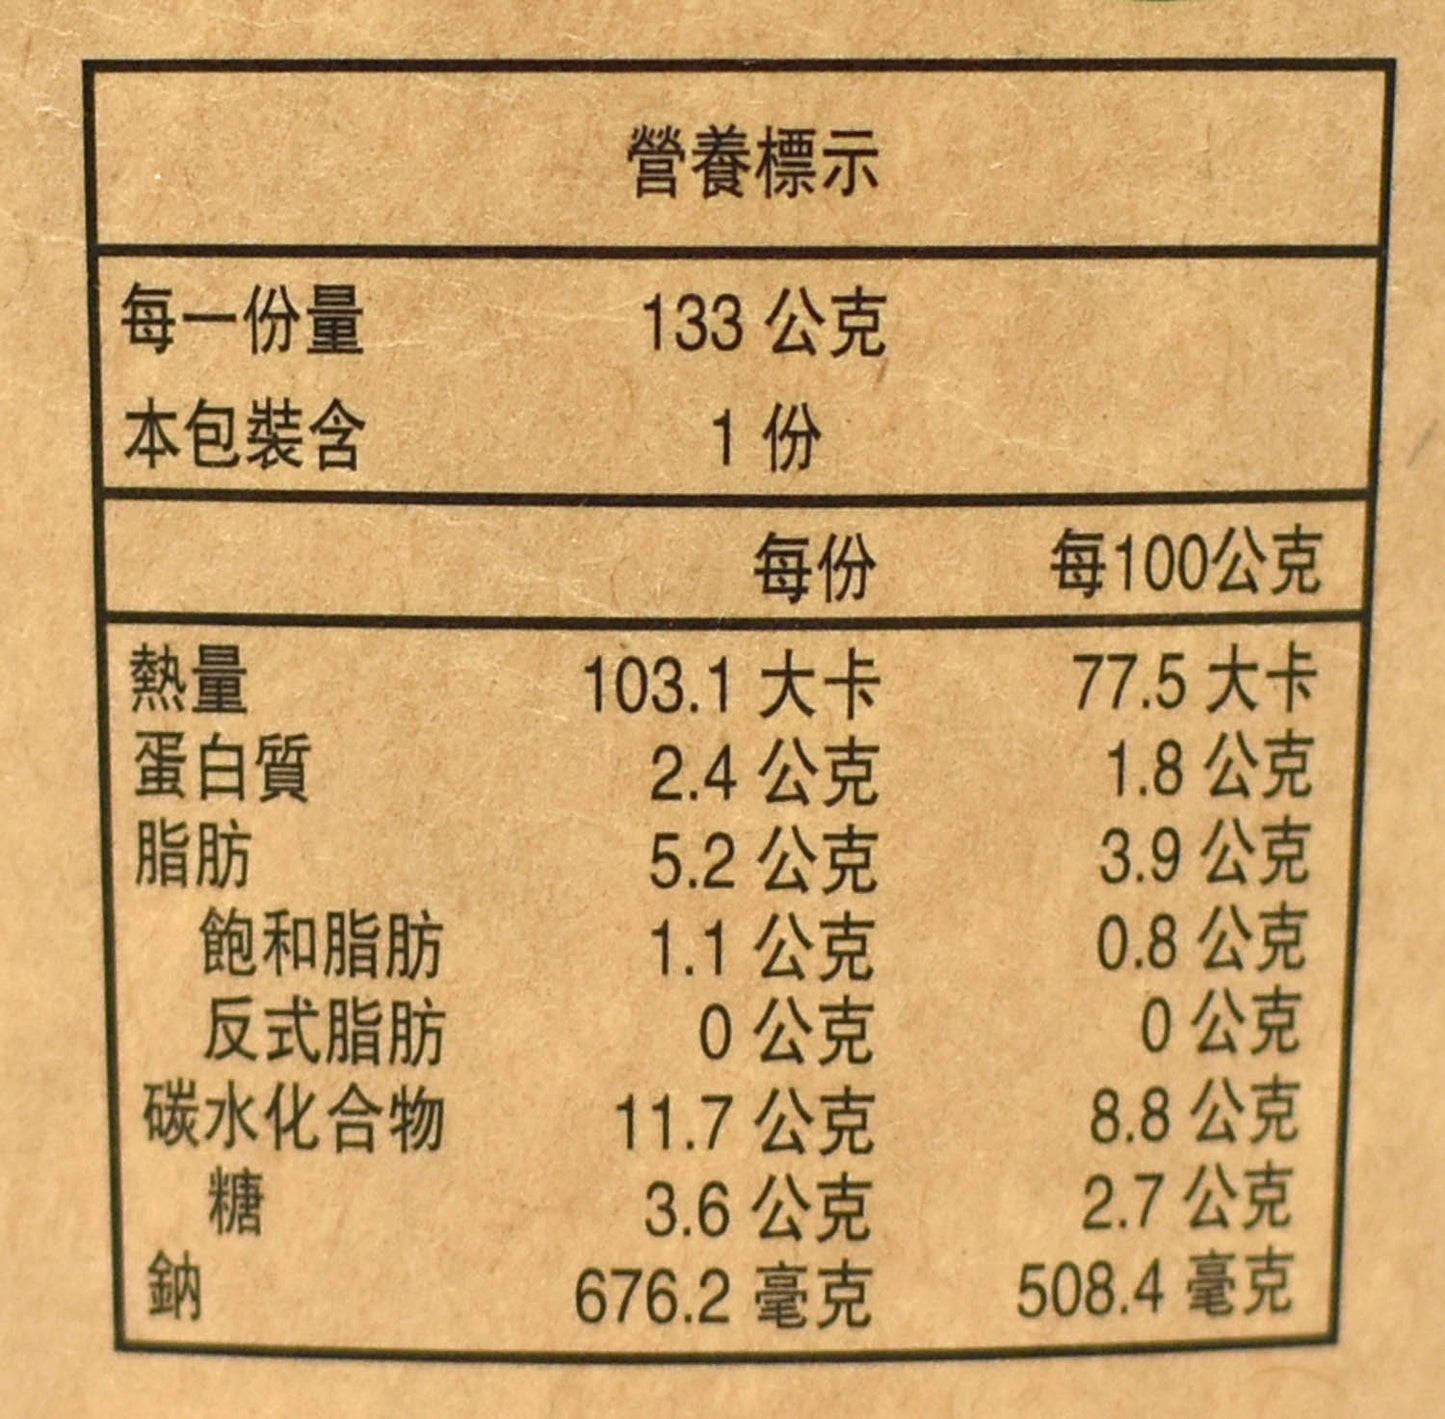 營養標示
每一份量 133 公克
本包裝含 1 份
每份 每100公克
熱量 103.1 大卡 77.5 大卡
蛋白質 2.4 公克 1.8 公克
脂肪 5.2 公克 3.9 公克
飽和脂肪 1.1 公克 0.8 公克
反式脂肪 0 公克 0 公克
碳水化合物 11.7 公克 8.8 公克
糖 3.6 公克 2.7 公克
鈉 676.2 毫克 508.4 毫克